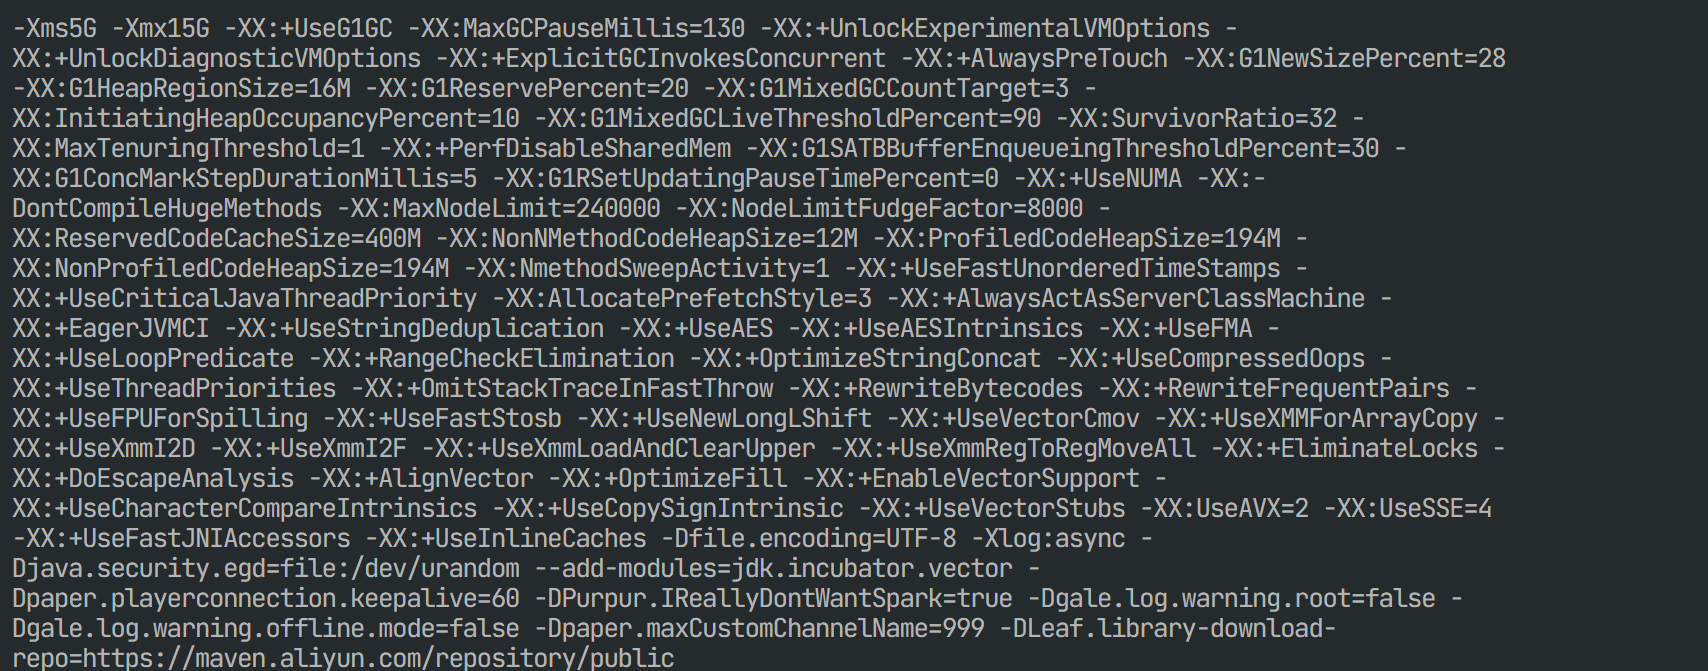 -Xms5G -Xmx15G -XX:+UseG1GC -XX:MaxGCPauseMillis=130 -XX:+UnlockExperimentalVMOptions -
XX:+UnlockDiagnosticVMOptions -XX:+ExplicitGCInvokesConcurrent -XX:+AlwaysPreTouch -XX:G1NewSizePercent=28
-XX:G1HeapRegionSize=16M -XX:G1ReservePercent=20 -XX:G1MixedGCCountTarget=3 -
XX:InitiatingHeapOccupancyPercent=10 -XX:G1MixedGCLiveThresholdPercent=90 -XX:SurvivorRatio=32 -
XX:MaxTenuringThreshold=1 -XX:+PerfDisableSharedMem -XX:G1SATBBufferEnqueueingThresholdPercent=30 -
XX:G1ConcMarkStepDurationMillis=5 -XX:G1RSetUpdatingPauseTimePercent=0 -XX:+UseNUMA -XX:-
DontCompileHugeMethods -XX:MaxNodeLimit=240000 -XX:NodeLimitFudgeFactor=8000 -
XX:ReservedCodeCacheSize=400M -XX:NonNMethodCodeHeapSize=12M -XX:ProfiledCodeHeapSize=194M -
XX:NonProfiledCodeHeapSize=194M -XX:NmethodSweepActivity=1 -XX:+UseFastUnorderedTimeStamps -
XX:+UseCriticalJavaThreadPriority -XX:AllocatePrefetchStyle=3 -XX:+AlwaysActAsServerClassMachine -
XX:+EagerJVMCI -XX:+UseStringDeduplication -XX:+UseAES -XX:+UseAESIntrinsics -XX:+UseFMA -
XX:+UseLoopPredicate -XX:+RangeCheckElimination -XX:+OptimizeStringConcat -XX:+UseCompressedOops -
XX:+UseThreadPriorities -XX:+OmitStackTraceInFastThrow -XX:+RewriteBytecodes -XX:+RewriteFrequentPairs -
XX:+UseFPUForSpilling -XX:+UseFastStosb -XX:+UseNewLongLShift -XX:+UseVectorCmov -XX:+UseXMMForArrayCopy -
XX:+UseXmmI2D -XX:+UseXmmI2F -XX:+UseXmmLoadAndClearUpper -XX:+UseXmmRegToRegMoveAll -XX:+EliminateLocks -
XX:+DoEscapeAnalysis -XX:+AlignVector -XX:+OptimizeFill -XX:+EnableVectorSupport -
XX:+UseCharacterCompareIntrinsics -XX:+UseCopySignIntrinsic -XX:+UseVectorStubs -XX:UseAVX=2 -XX:UseSSE=4
-XX:+UseFastJNIAccessors -XX:+UseInlineCaches -Dfile.encoding=UTF-8 -Xlog:async -
Djava.security.egd=file:/dev/urandom --add-modules=jdk.incubator.vector -
Dpaper.playerconnection.keepalive=60 -DPurpur.IReallyDontWantSpark=true -Dgale.log.warning.root=false -
Dgale.log.warning.offline.mode=false -Dpaper.maxCustomChannelName=999 -DLeaf.library-download-
repo=https://maven.aliyun.com/repository/public